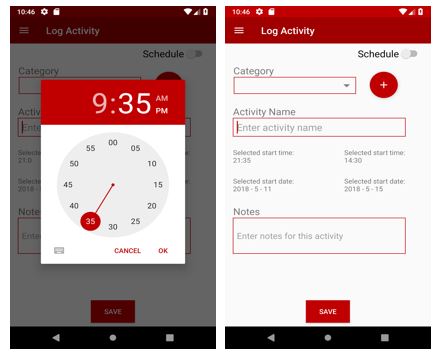 10:46
Log Activity
Schedule
Category
9:35
AM
PM
Activ
Ente
00
55 05
50 10
45 15
40 20
35 25
30
Selected
21:0
Selected
2018 - 5
Notes
Enter
CANCEL OK
SAVE
10:46
Log Activity
Schedule
Category
+
Activity Name
Enter activity name
Selected start time: Selected start time:
21:35 14:30
Selected start date: Selected start date:
2018 - 5 - 11 2018 - 5 - 15
Notes
Enter notes for this activity
SAVE